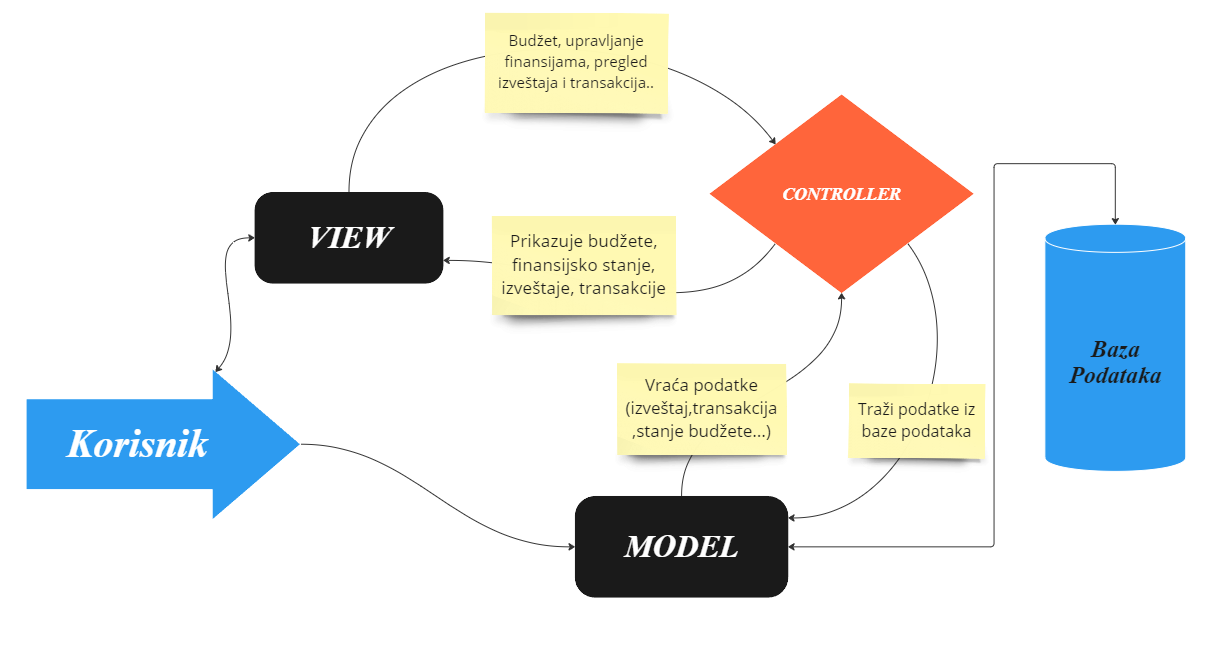 Budžet, upravljanje
finansijama, pregled
izveštaja i transakcija..
CONTROLLER
VIEW
Prikazuje budžete,
finansijsko stanje,
izveštaje, transakcije
Baza
Podataka
Vraća podatke
(izveštaj,transakcija
,stanje budžete...)
Traži podatke iz
baze podataka
Korisnik
MODEL